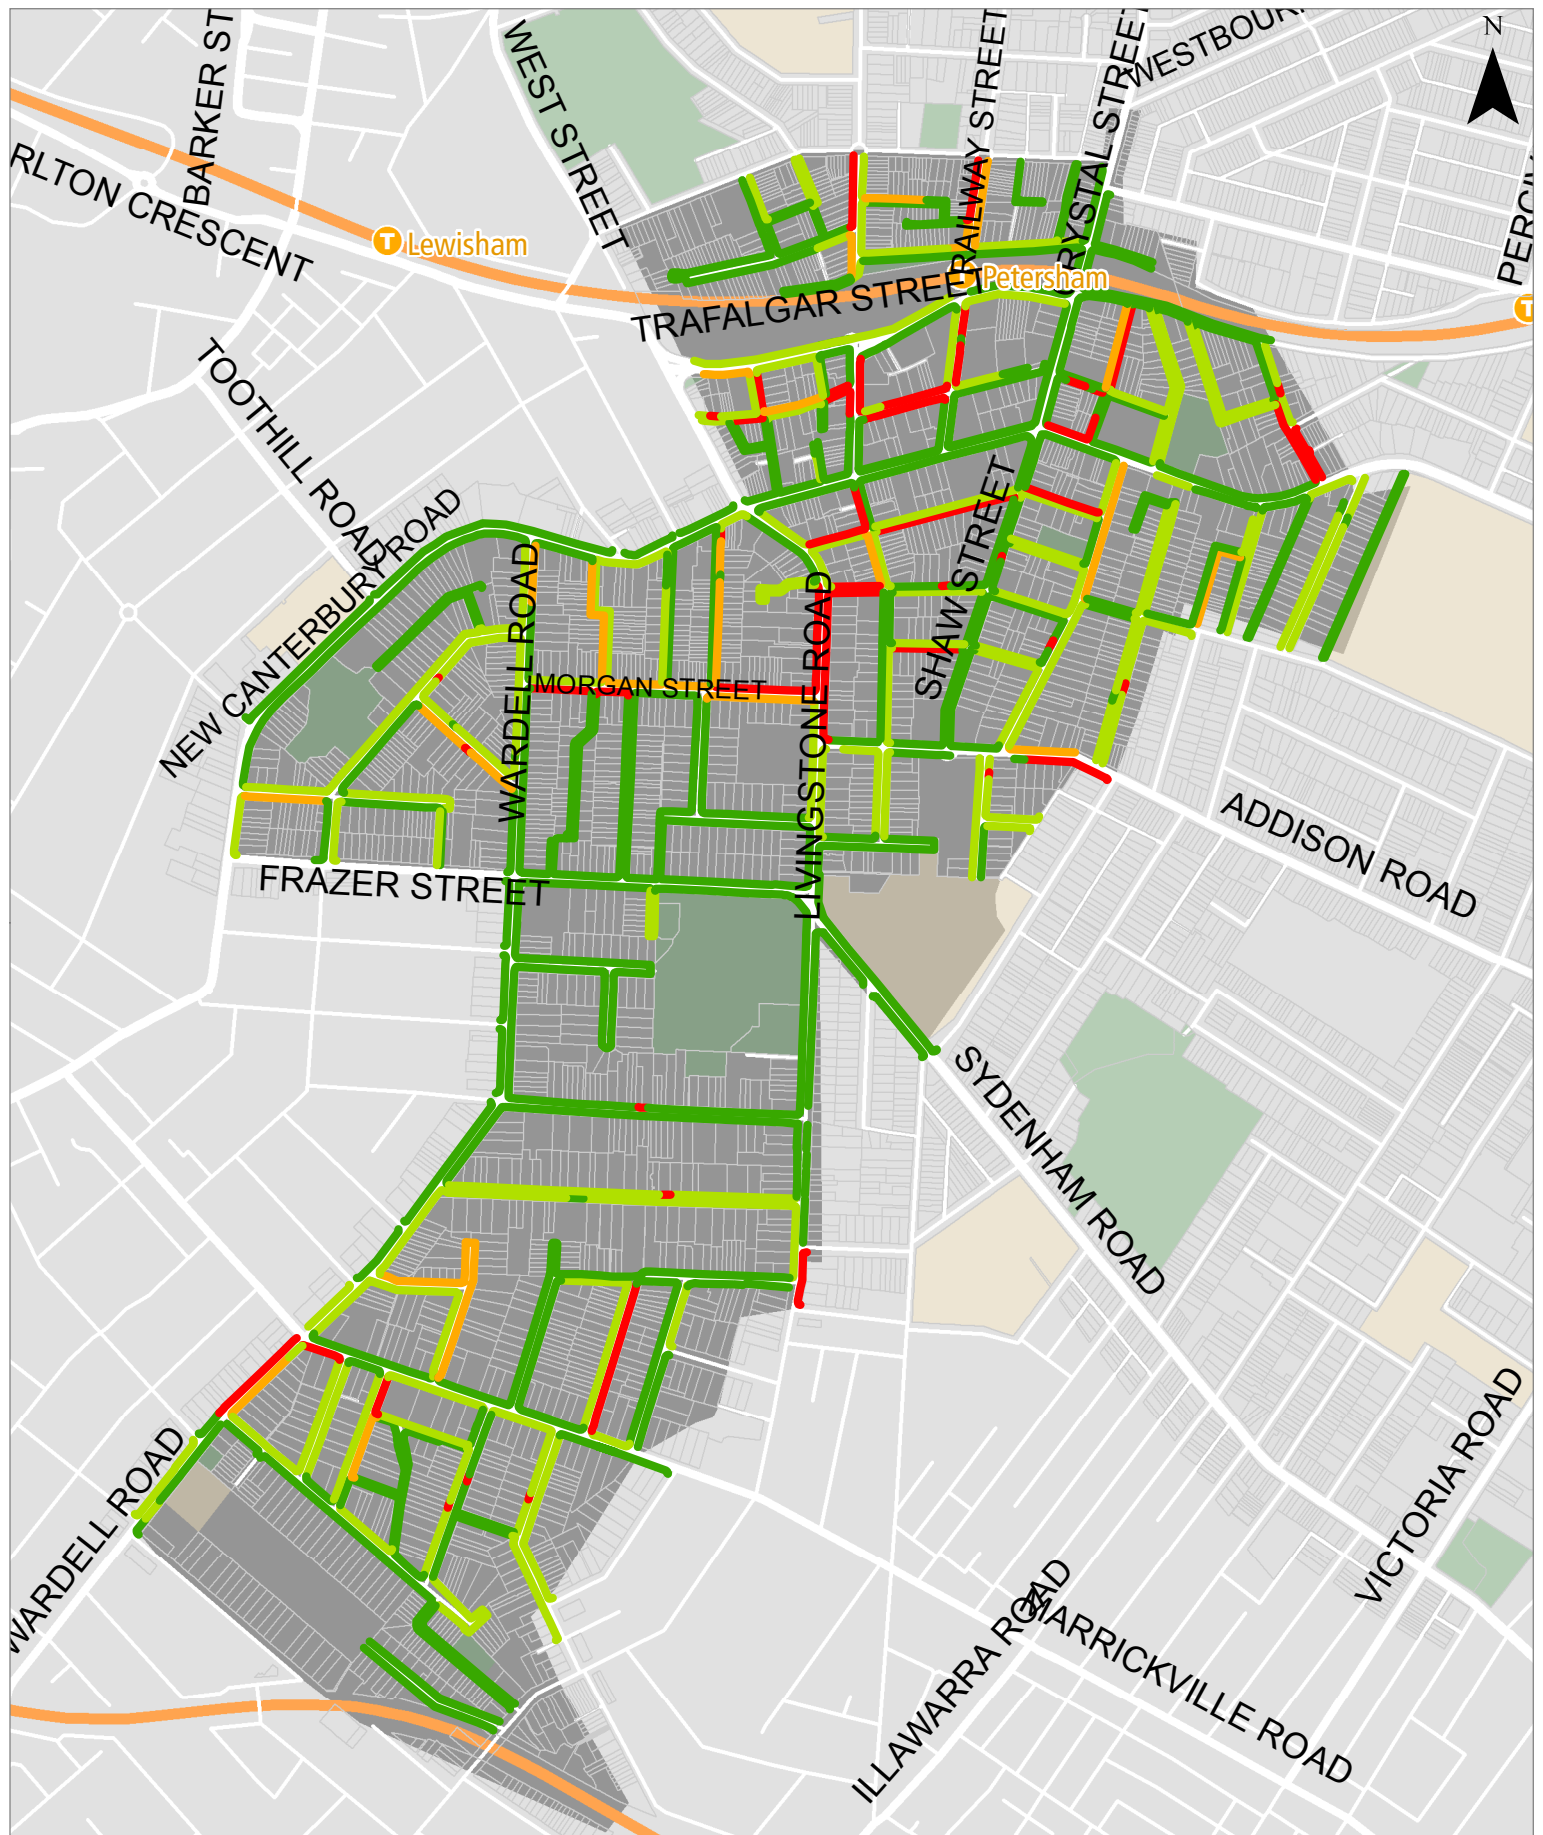 BARKER ST
WEST STREET
RAILWAY STREET
CRYSTAL STREET
WESTBOUR
N
RLTON CRESCENT
T Lewisham
T Petersham
PERCIV
T
TRAFALGAR STREET
TOOTHILL ROAD
NEW CANTERBURY ROAD
WARDELL ROAD
SHAW STREET
MORGAN STREET
LIVINGSTONE ROAD
ADDISON ROAD
FRAZER STREET
SYDENHAM ROAD
VICTORIA ROAD
WARDELL ROAD
ILLAWARRA ROAD
MARRICKVILLE ROAD